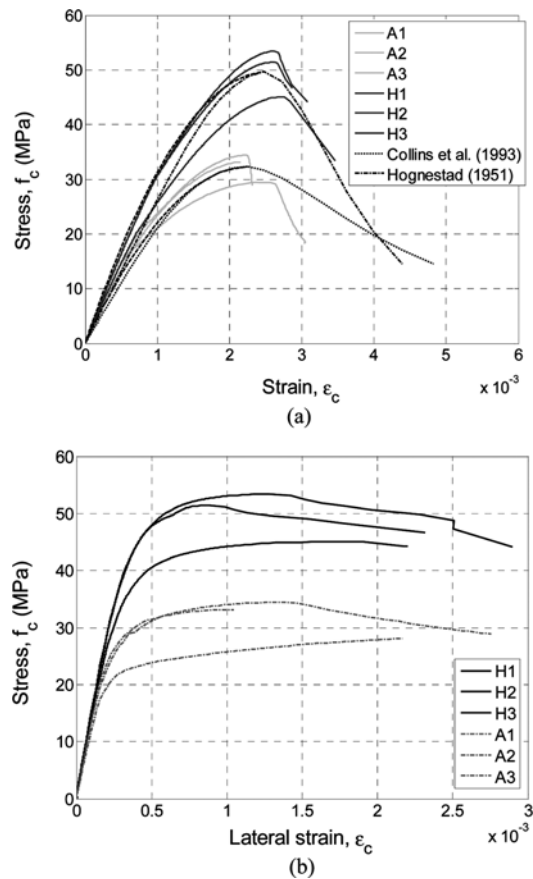 60
50
40
30
20
10
0
Stress, f_c (MPa)
A1
A2
A3
H1
H2
H3
Collins et al. (1993)
Hognestad (1951)
0 1 2 3 4 5 6
Strain, ε_c
x 10⁻³
(a)
60
50
40
30
20
10
0
Stress, f_c (MPa)
H1
H2
H3
A1
A2
A3
0 0.5 1 1.5 2 2.5 3
Lateral strain, ε_c
x 10⁻³
(b)